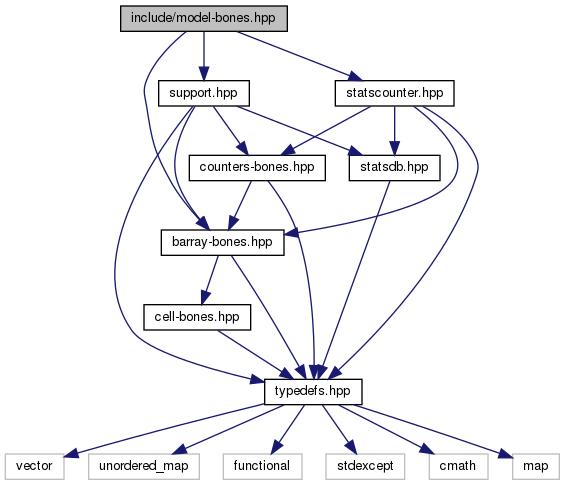 include/model-bones.hpp
support.hpp
statscounter.hpp
counters-bones.hpp
statsdb.hpp
barray-bones.hpp
cell-bones.hpp
typedefs.hpp
vector
unordered_map
functional
stdexcept
cmath
map